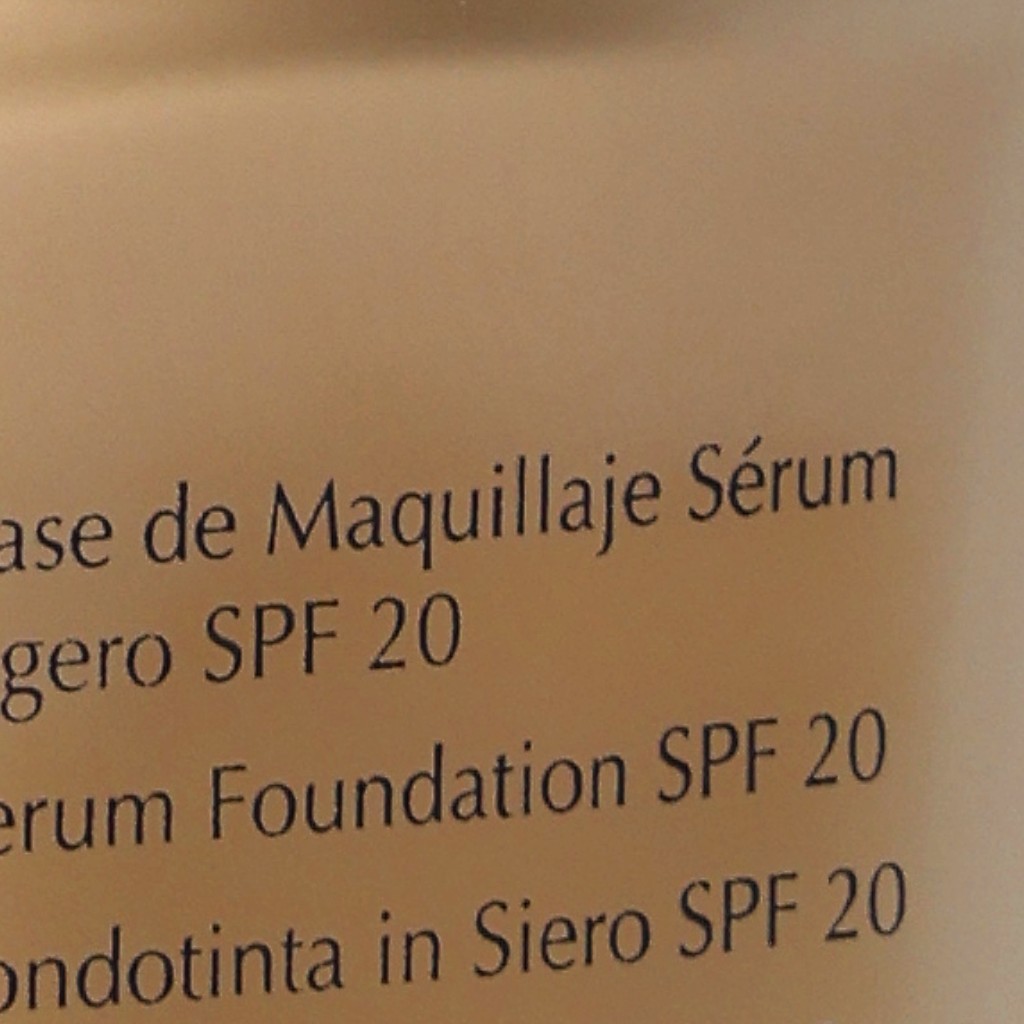 ase de Maquillaje Sérum
gero SPF 20
erum Foundation SPF 20
ondotinta in Siero SPF 20